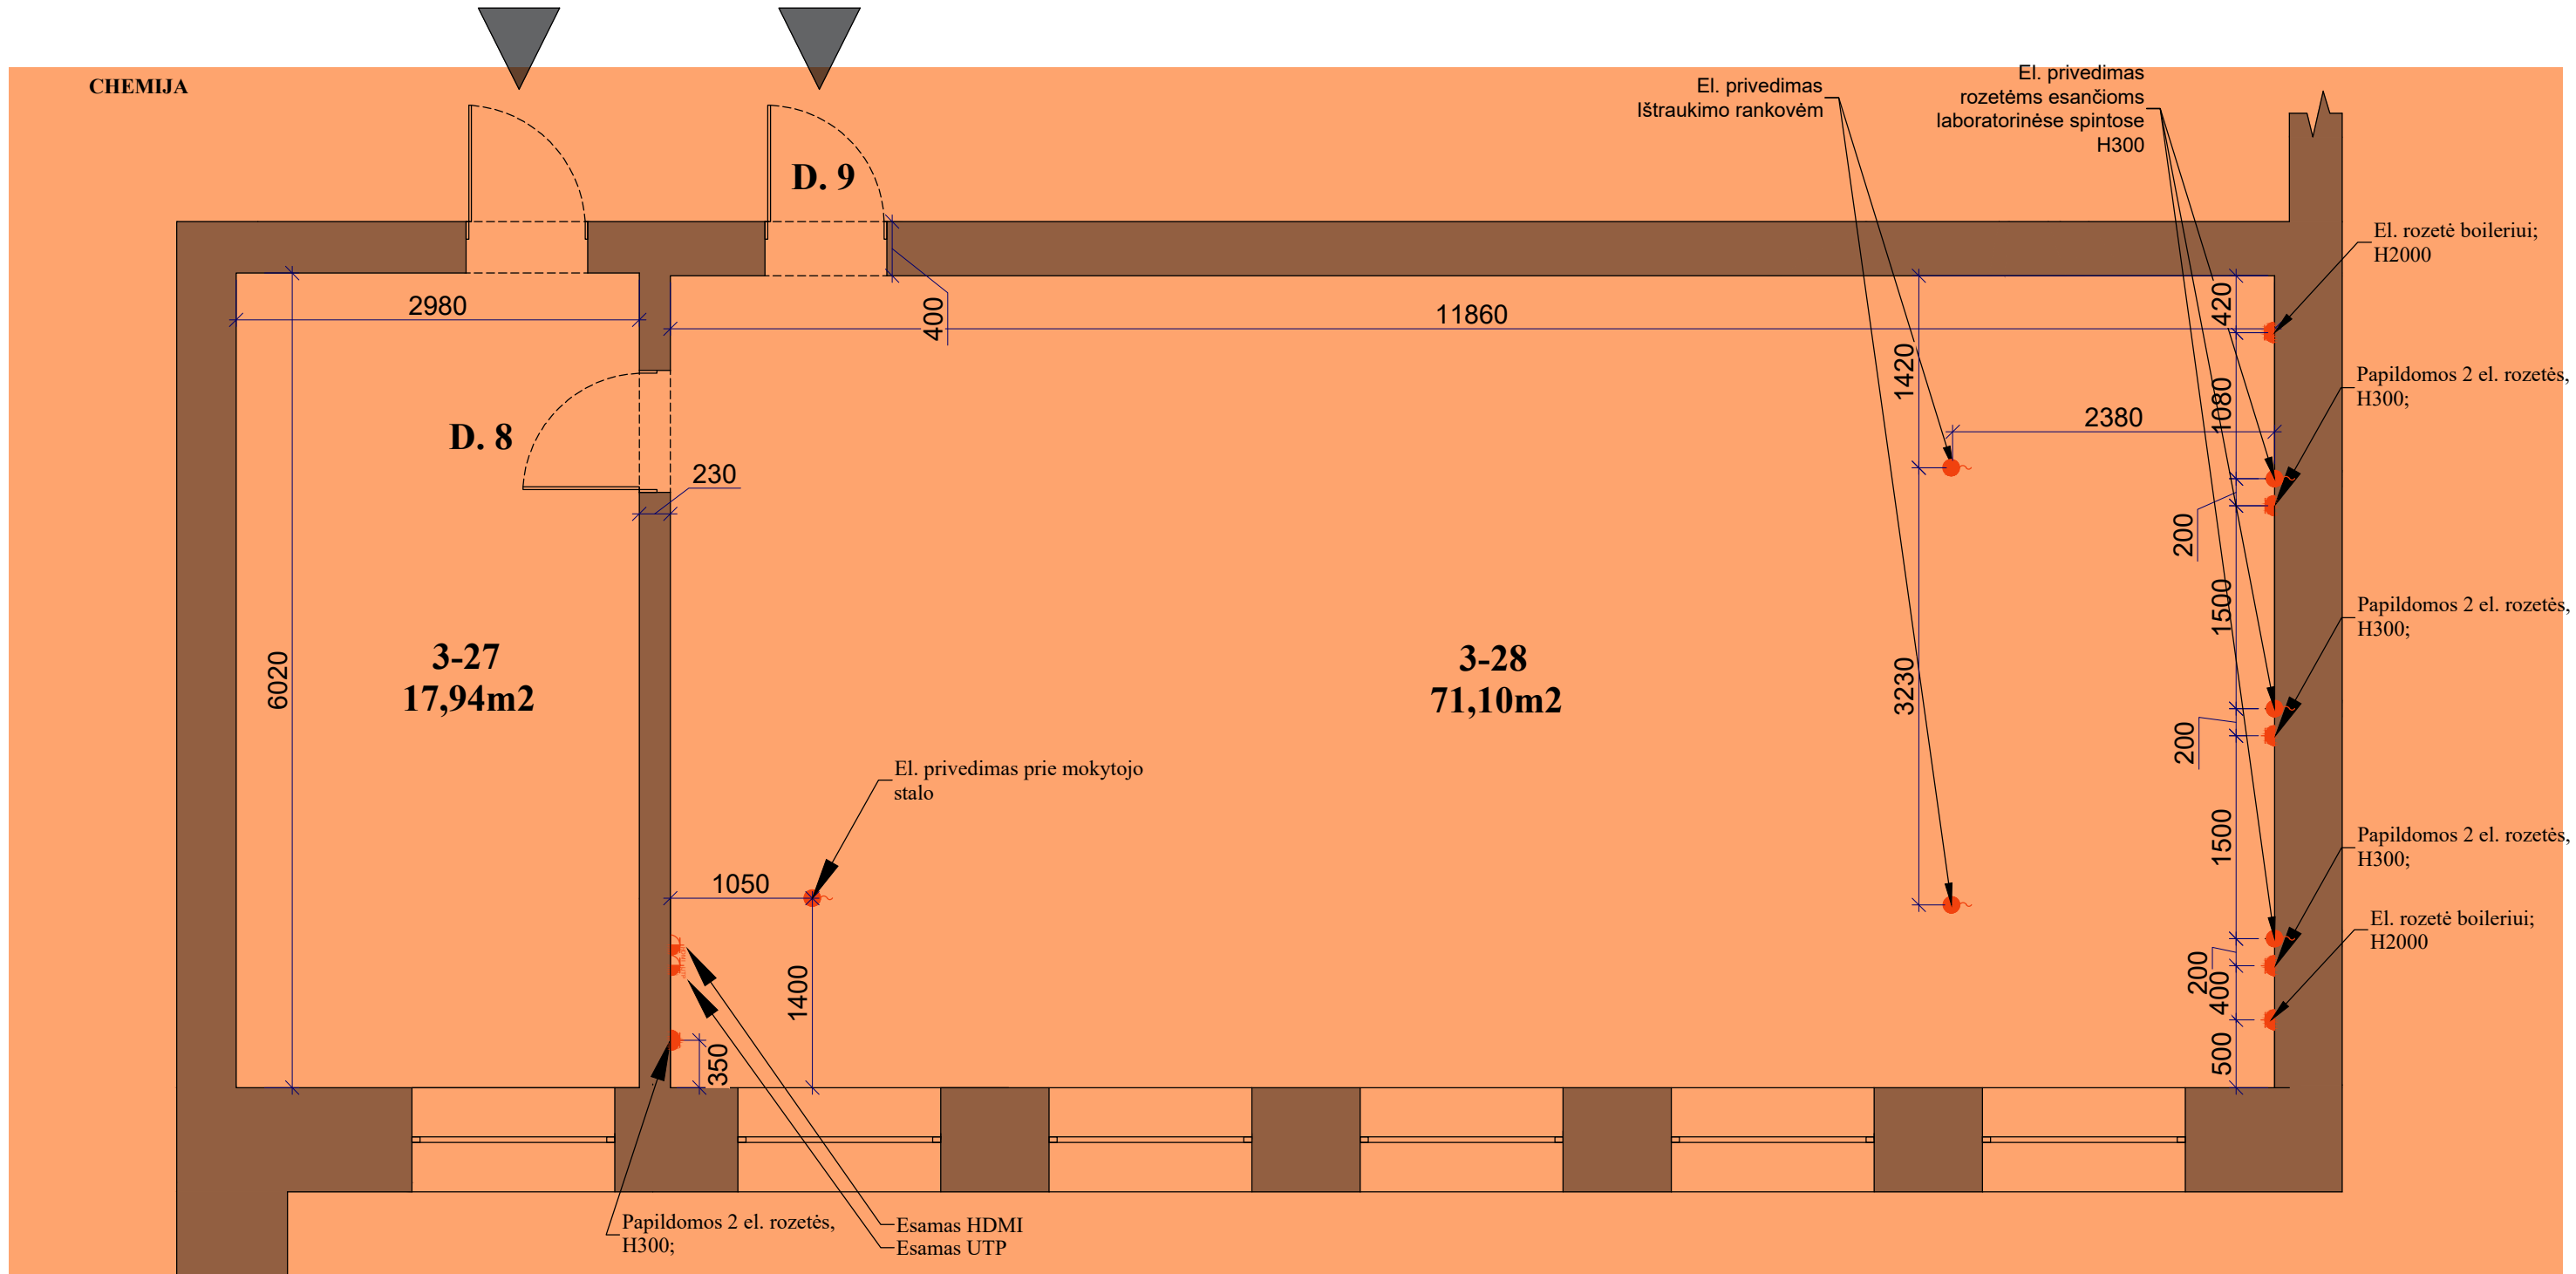 CHEMIJA
El. privedimas
Ištraukimo rankovėm
El. privedimas
rozetėms esančioms
laboratorinėse spintose
H300
D. 9
El. rozetė boileriui;
H2000
2980
400
11860
420
1420
1080
Papildomos 2 el. rozetės,
H300;
2380
D. 8
230
200
1500
Papildomos 2 el. rozetės,
H300;
6020
3-27
17,94m2
3-28
71,10m2
3230
200
El. privedimas prie mokytojo
stalo
1500
Papildomos 2 el. rozetės,
H300;
1050
El. rozetė boileriui;
H2000
1400
200
400
350
500
Papildomos 2 el. rozetės,
H300;
Esamas HDMI
Esamas UTP